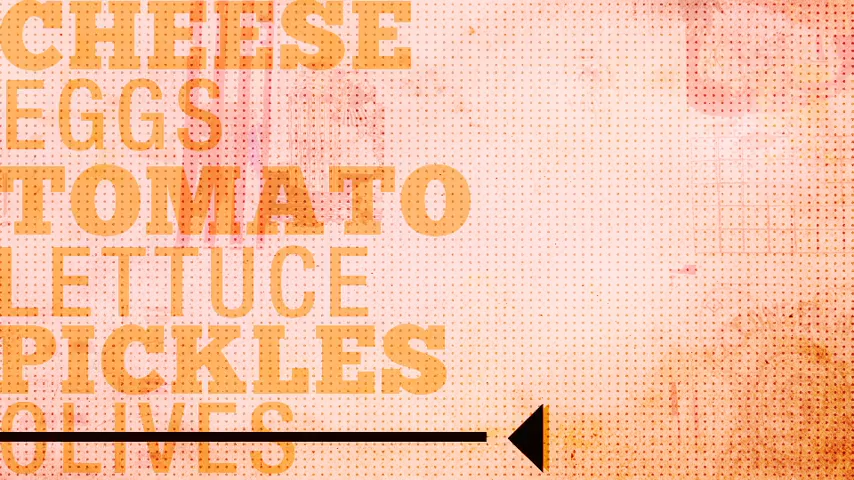 CHEESE
EGGS
TOMATO
LETTUCE
PICKLES
OLIVES